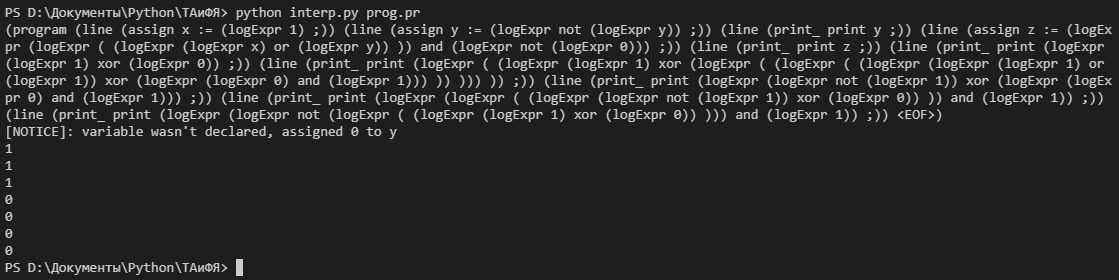 PS D:\Документы\Python\ТАиФЯ> python interp.py prog.pr
(program (line (assign x := (logExpr 1) ;)) (line (assign y := (logExpr not (logExpr y)) ;)) (line (print_ print y ;)) (line (assign z := (logEx
pr (logExpr ( (logExpr (logExpr x) or (logExpr y)) )) and (logExpr not (logExpr 0))) ;)) (line (print_ print z ;)) (line (print_ print (logExpr
(logExpr 1) xor (logExpr 0)) ;)) (line (print_ print (logExpr ( (logExpr (logExpr 1) xor (logExpr ( (logExpr ( (logExpr (logExpr (logExpr 1) or
(logExpr 1)) xor (logExpr (logExpr 0) and (logExpr 1))) )) ))) )) ;)) (line (print_ print (logExpr (logExpr not (logExpr 1)) xor (logExpr (logEx
pr 0) and (logExpr 1))) ;)) (line (print_ print (logExpr (logExpr ( (logExpr (logExpr not (logExpr 1)) xor (logExpr 0)) )) and (logExpr 1)) ;))
(line (print_ print (logExpr (logExpr not (logExpr ( (logExpr (logExpr 1) xor (logExpr 0)) ))) and (logExpr 1)) ;)) <EOF>)
[NOTICE]: variable wasn't declared, assigned 0 to y
1
1
1
0
0
0
0
PS D:\Документы\Python\ТАиФЯ>